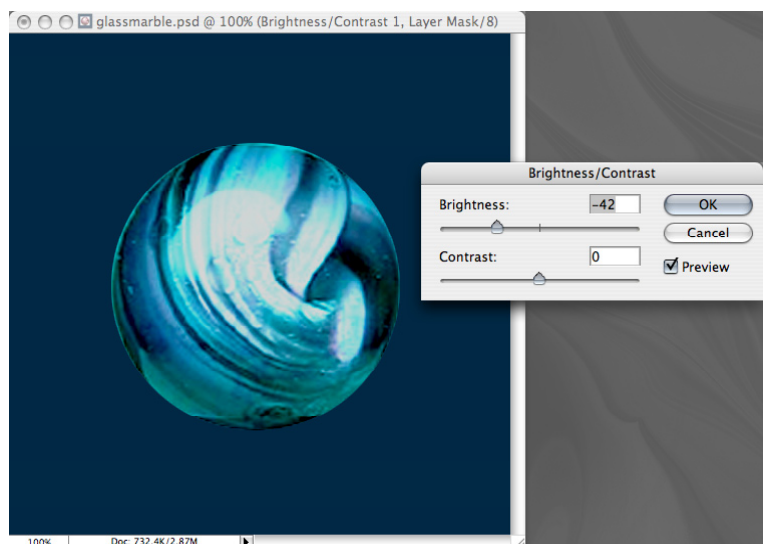 glassmarble.psd @ 100% (Brightness/Contrast 1, Layer Mask/8)
Brightness/Contrast
Brightness:
-42
OK
Cancel
Contrast:
0
Preview
100%
Doc: 732.4K/2.87M